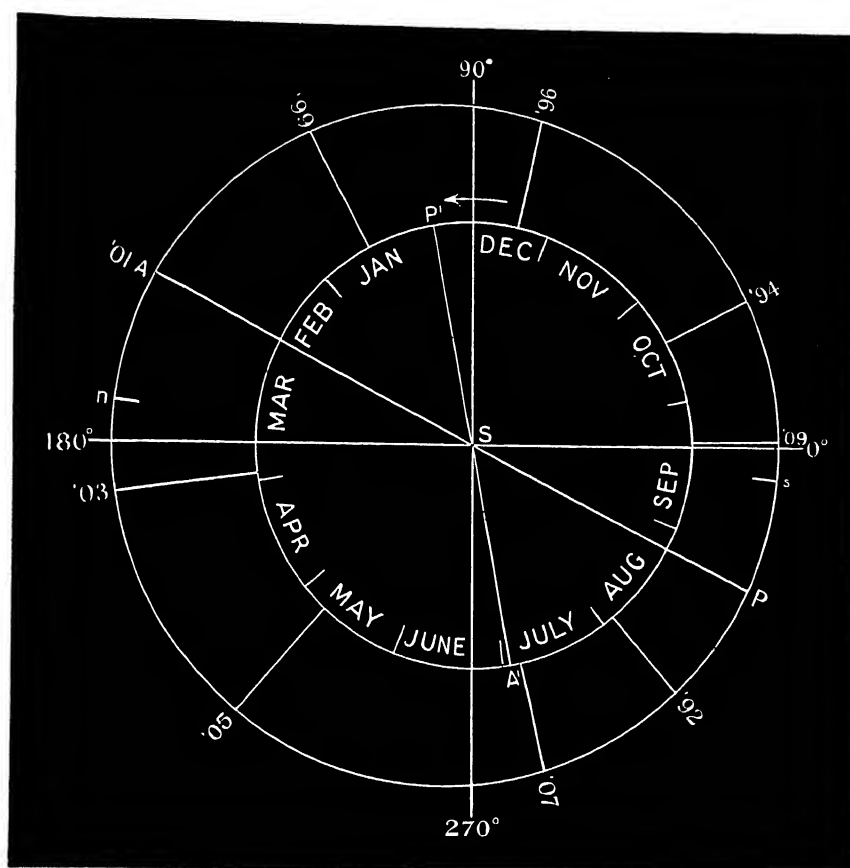 90°
'99
'96
P'
'01 A
DEC
JAN
NOV
'94
FEB
OCT
n
MAR
S
180°
'09
0°
'03
SEP
s
APR
AUG
P
MAY
JULY
JUNE
A'
'92
'05
'07
270°